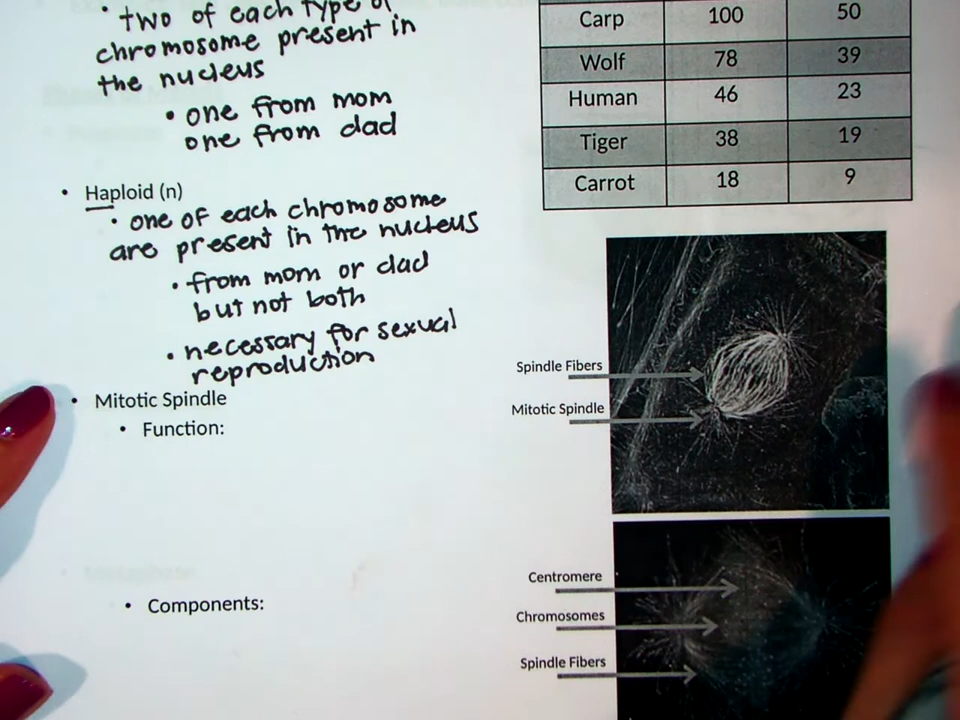 • two of each type of
chromosome present in
the nucleus
• one from mom
one from dad
• Haploid (n)
• one of each chromosome
are present in the nucleus
• from mom or dad
but not both
• necessary for sexual
reproduction
• Mitotic Spindle
• Function:
• Components:
Carp 100 50
Wolf 78 39
Human 46 23
Tiger 38 19
Carrot 18 9
Spindle Fibers
Mitotic Spindle
Centromere
Chromosomes
Spindle Fibers